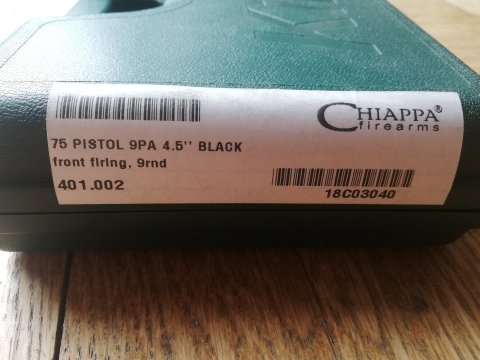 CHIAPPA®
firearms
75 PISTOL 9PA 4.5'' BLACK
front firing, 9rnd
401.002
18C03040